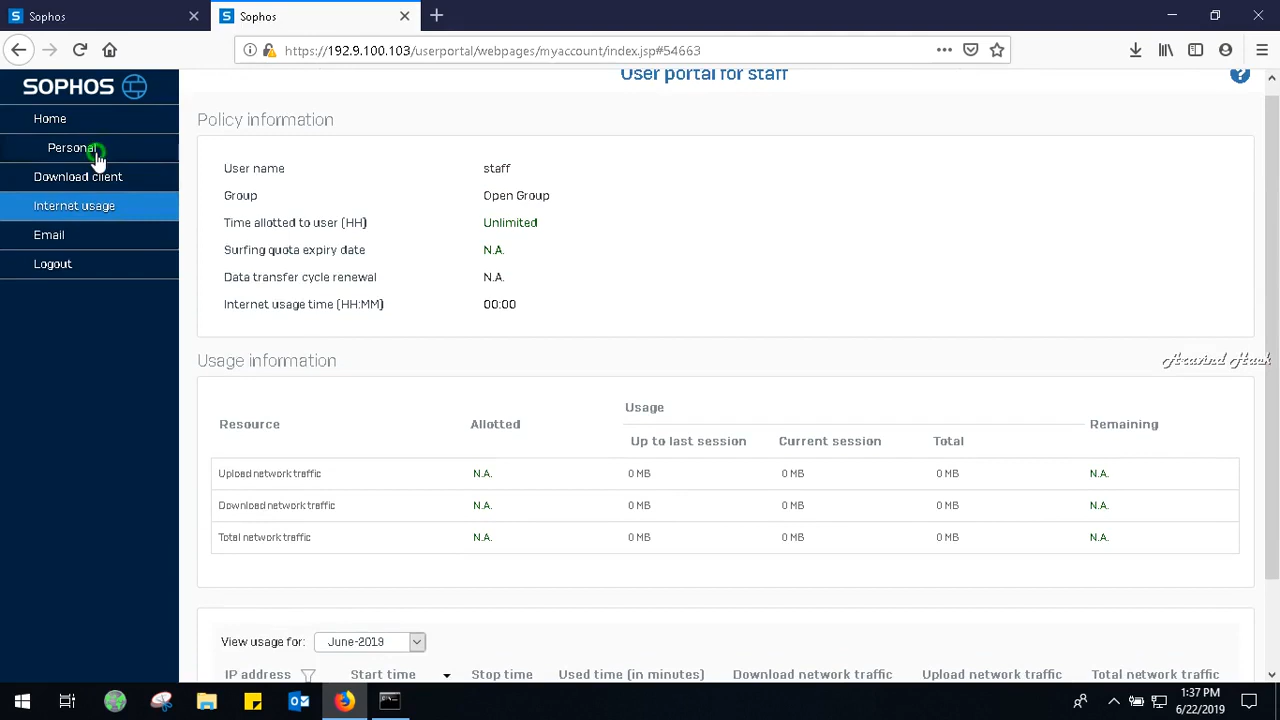 Sophos
Sophos
https://192.9.100.103/userportal/webpages/myaccount/index.jsp#54663
SOPHOS
User portal for staff
Home
Personal
Download client
Internet usage
Email
Logout
Policy information
User name staff
Group Open Group
Time allotted to user (HH) Unlimited
Surfing quota expiry date N.A.
Data transfer cycle renewal N.A.
Internet usage time (HH:MM) 00:00
Usage information
Aravind Hack
Resource Allotted Usage Remaining
Up to last session Current session Total
Upload network traffic N.A. 0 MB 0 MB 0 MB N.A.
Download network traffic N.A. 0 MB 0 MB 0 MB N.A.
Total network traffic N.A. 0 MB 0 MB 0 MB N.A.
View usage for: June-2019
IP address Start time Stop time Used time (in minutes) Download network traffic Upload network traffic Total network traffic
1:37 PM
6/22/2019